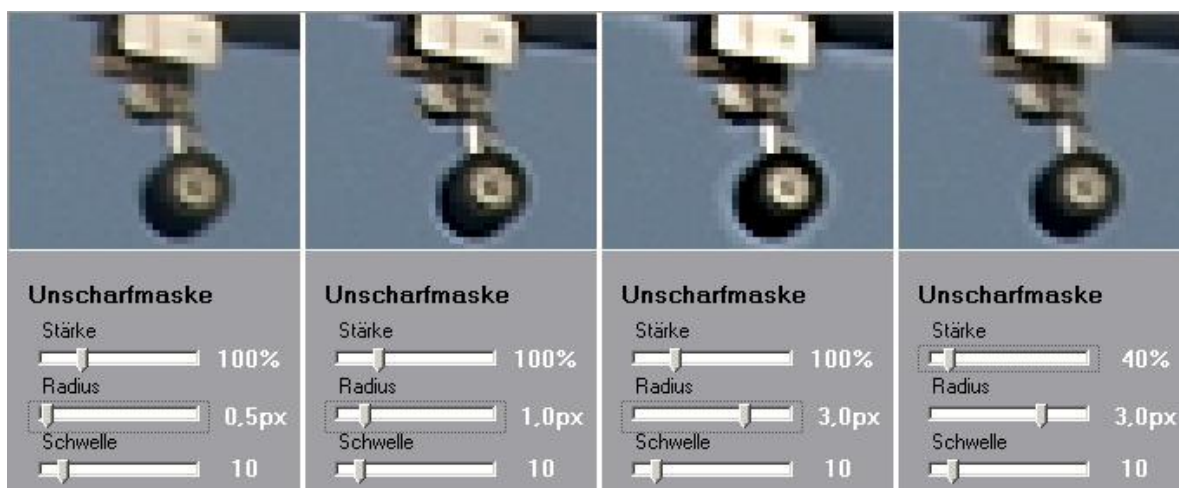 Unscharfmaske
Stärke
100%
Radius
0,5px
Schwelle
10
Unscharfmaske
Stärke
100%
Radius
1,0px
Schwelle
10
Unscharfmaske
Stärke
100%
Radius
3,0px
Schwelle
10
Unscharfmaske
Stärke
40%
Radius
3,0px
Schwelle
10